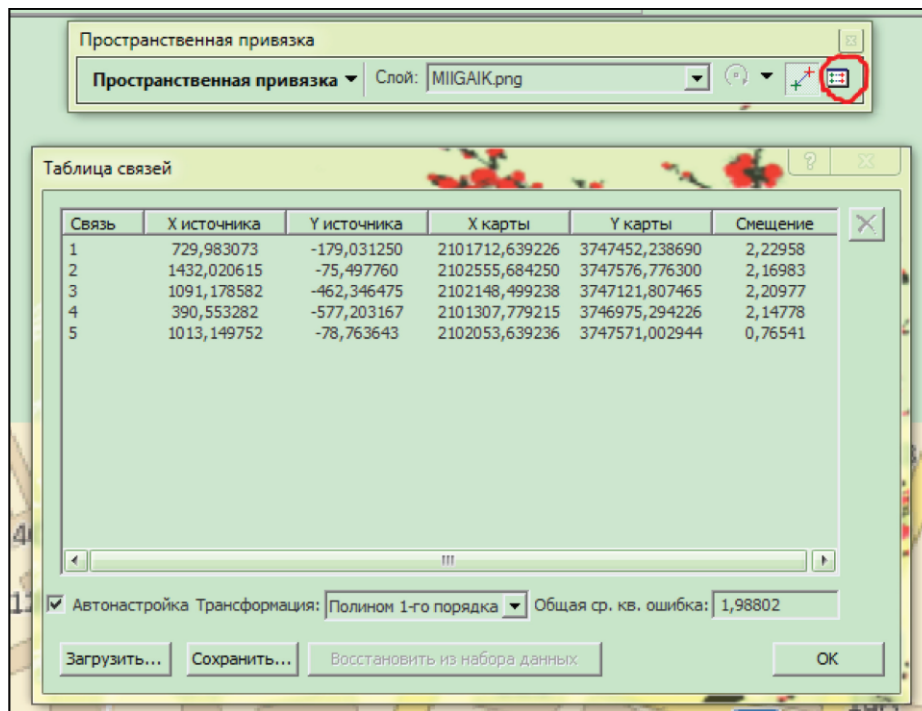 Пространственная привязка
Пространственная привязка Слой: MIIGAIK.png
Таблица связей
Связь X источника Y источника X карты Y карты Смещение
1 729,983073 -179,031250 2101712,639226 3747452,238690 2,22958
2 1432,020615 -75,497760 2102555,684250 3747576,776300 2,16983
3 1091,178582 -462,346475 2102148,499238 3747121,807465 2,20977
4 390,553282 -577,203167 2101307,779215 3746975,294226 2,14778
5 1013,149752 -78,763643 2102053,639236 3747571,002944 0,76541
Автонастройка Трансформация: Полином 1-го порядка Общая ср. кв. ошибка: 1,98802
Загрузить... Сохранить... Восстановить из набора данных OK